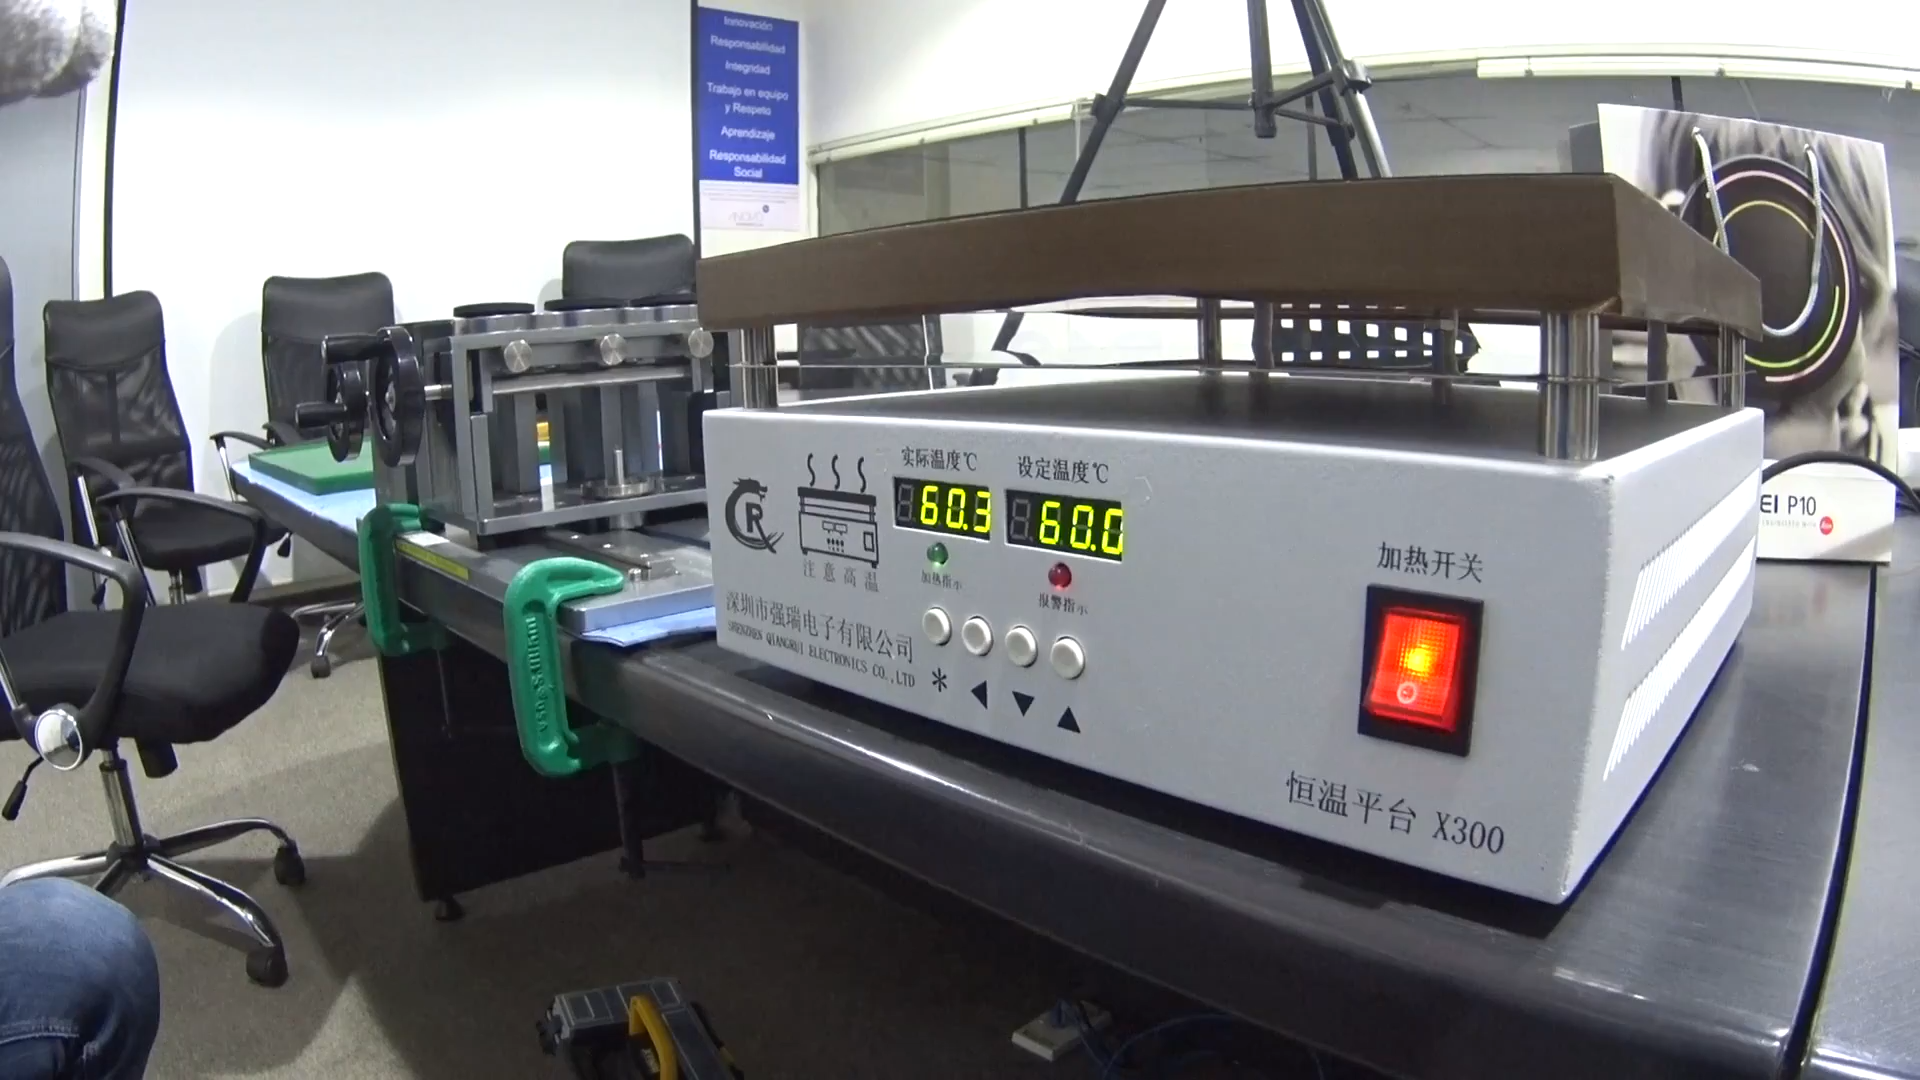 Innovación
Responsabilidad
Integridad
Trabajo en equipo
y Respeto
Aprendizaje
Responsabilidad
Social
实际温度℃
设定温度℃
60.3
60.0
R
加热指示
报警指示
注意高温
深圳市强瑞电子有限公司
SHENZHEN QIANGRUI ELECTRONICS CO.,LTD
加热开关
恒温平台 X300
EI P10